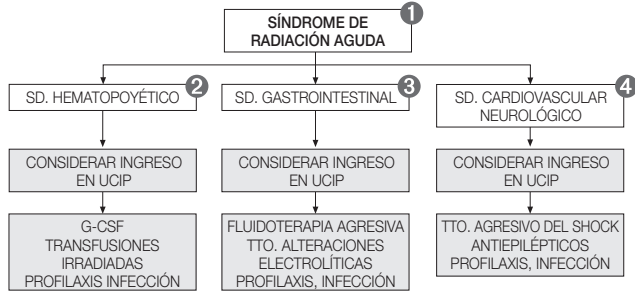 SÍNDROME DE
RADIACIÓN AGUDA
1
SD. HEMATOPOYÉTICO
2
SD. GASTROINTESTINAL
3
SD. CARDIOVASCULAR
NEUROLÓGICO
4
CONSIDERAR INGRESO
EN UCIP
CONSIDERAR INGRESO
EN UCIP
CONSIDERAR INGRESO
EN UCIP
G-CSF
TRANSFUSIONES
IRRADIADAS
PROFILAXIS INFECCIÓN
FLUIDOTERAPIA AGRESIVA
TTO. ALTERACIONES
ELECTROLÍTICAS
PROFILAXIS, INFECCIÓN
TTO. AGRESIVO DEL SHOCK
ANTIEPILÉPTICOS
PROFILAXIS, INFECCIÓN